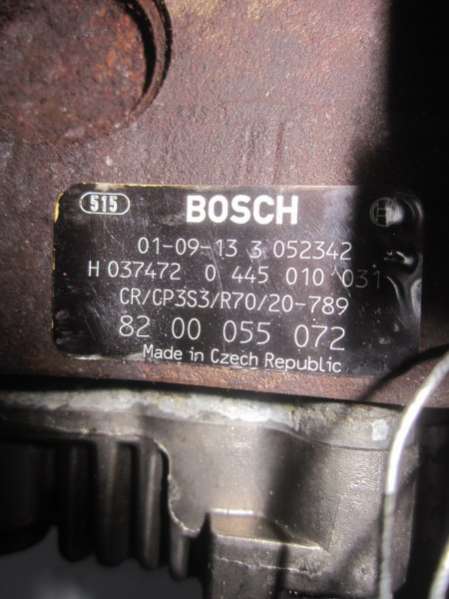 515 BOSCH
01-09-13 3 052342
H 037472 0 445 010 031
CR/CP3S3/R70/20-789
82 00 055 072
Made in Czech Republic